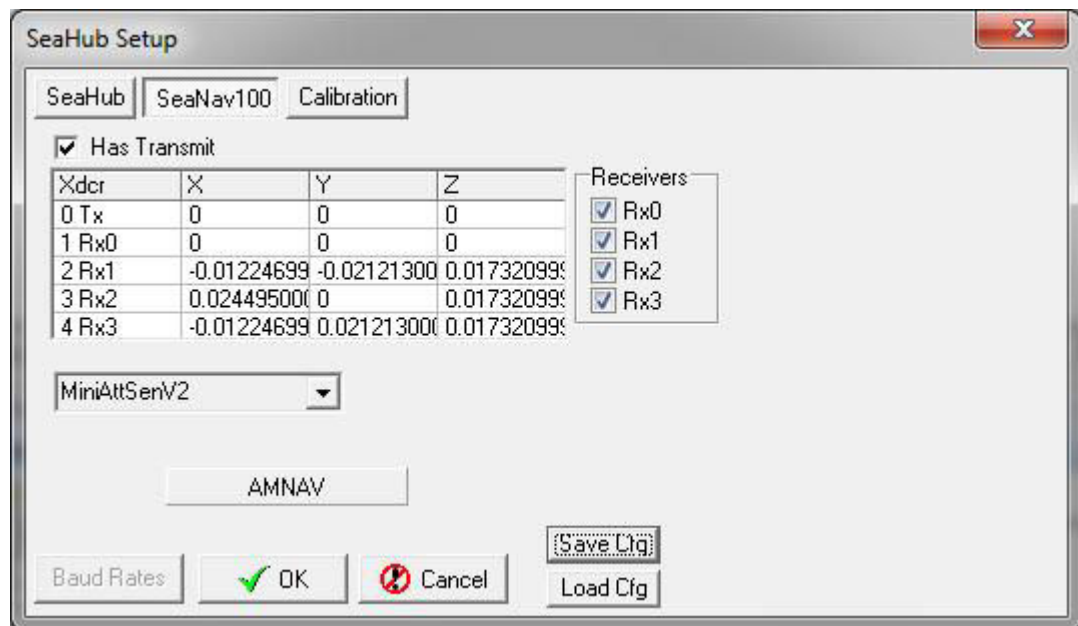 SeaHub Setup
SeaHub SeaNav100 Calibration
Has Transmit
Xdcr X Y Z
0 Tx 0 0 0
1 Rx0 0 0 0
2 Rx1 -0.01224699 -0.02121300 0.01732099
3 Rx2 0.02449500 0 0.01732099
4 Rx3 -0.01224699 0.02121300 0.01732099
Receivers
Rx0
Rx1
Rx2
Rx3
MiniAttSenV2
AMNAV
Save Cfg
Baud Rates OK Cancel
Load Cfg